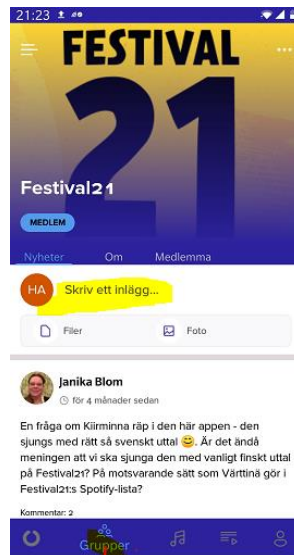 21:23
FESTIVAL
21
Festival21
MEDLEM
Nyheter Om Medlemma
HA Skriv ett inlägg...
Filer Foto
Janika Blom
för 4 månader sedan
En fråga om Kiirminna räp i den här appen - den
sjungs med rätt så svenskt uttal 😄. Är det ändå
meningen att vi ska sjunga den med vanligt finskt uttal
på Festival21? På motsvarande sätt som Värttinä gör i
Festival21:s Spotify-lista?
Kommentar: 2
Grupper